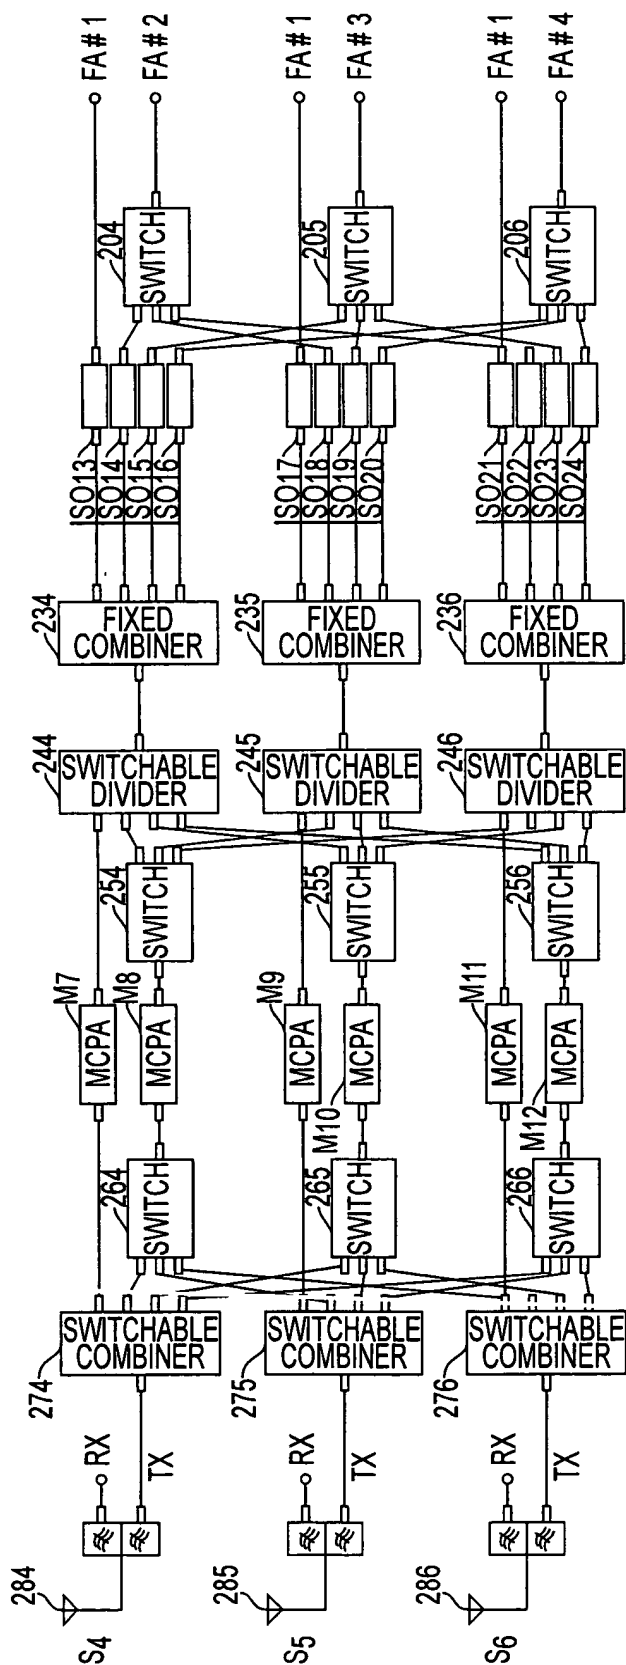 FA#1
FA#2
FA#1
FA#3
FA#1
FA#4
204
SWITCH
205
SWITCH
206
SWITCH
ISO13
ISO14
ISO15
ISO16
ISO17
ISO18
ISO19
ISO20
ISO21
ISO22
ISO23
ISO24
234
FIXED
COMBINER
235
FIXED
COMBINER
236
FIXED
COMBINER
244
SWITCHABLE
DIVIDER
245
SWITCHABLE
DIVIDER
246
SWITCHABLE
DIVIDER
254
SWITCH
255
SWITCH
256
SWITCH
M7
MCPA
M8
MCPA
M9
MCPA
M10
MCPA
M11
MCPA
M12
MCPA
264
SWITCH
265
SWITCH
266
SWITCH
274
SWITCHABLE
COMBINER
275
SWITCHABLE
COMBINER
276
SWITCHABLE
COMBINER
RX
TX
RX
TX
RX
TX
284
285
286
S4
S5
S6